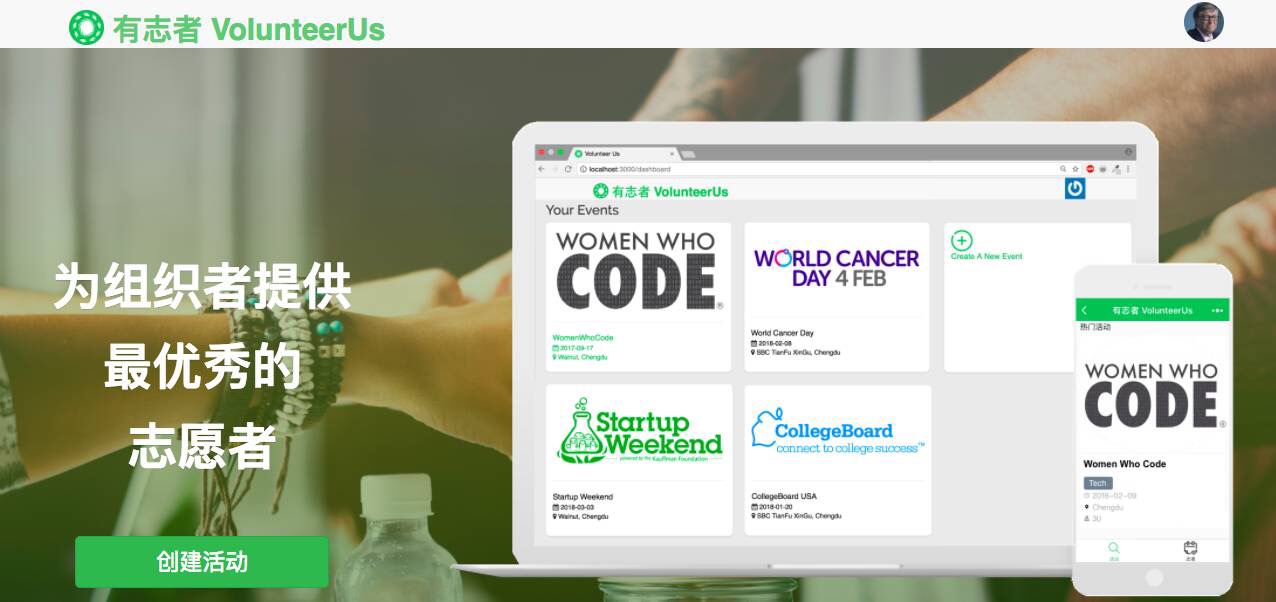 有志者 VolunteerUs
为组织者提供
最优秀的
志愿者
创建活动
Volunteer Us
localhost:3000/dashboard
有志者 VolunteerUs
Your Events
WOMEN WHO
CODE®
WomenWhoCode
2017-09-17
Walnut, Chengdu
WORLD CANCER
DAY 4 FEB
World Cancer Day
2018-02-08
SBC TianFu XinGu, Chengdu
Create A New Event
Startup
Weekend
powered by the Kauffman Foundation
Startup Weekend
2018-03-03
Walnut, Chengdu
CollegeBoard
connect to college success™
CollegeBoard USA
2018-01-20
SBC TianFu XinGu, Chengdu
有志者 VolunteerUs
热门活动
WOMEN WHO
CODE®
Women Who Code
Tech
2018-02-09
Chengdu
30